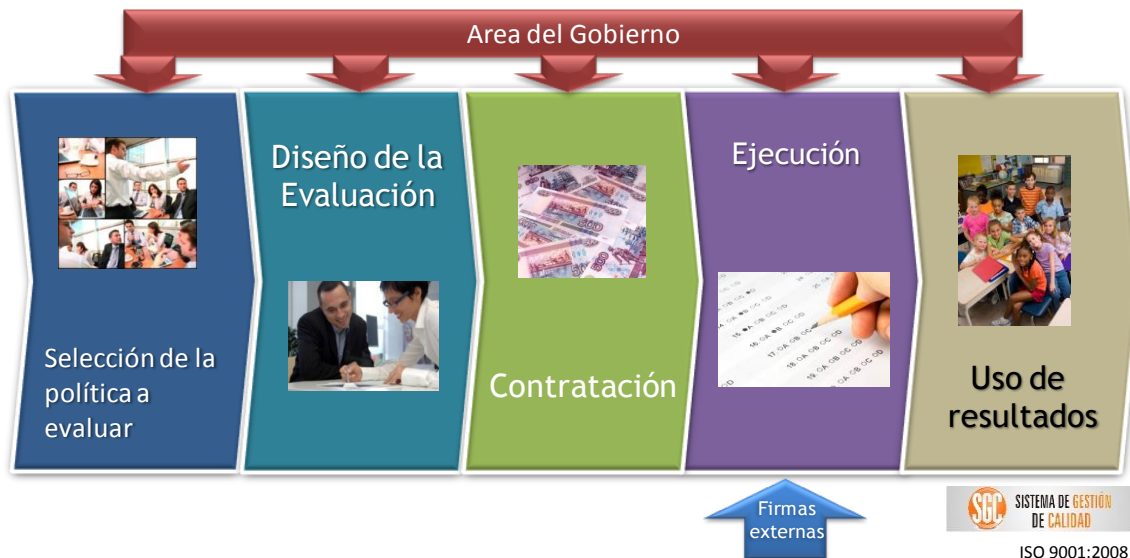 Area del Gobierno
Selección de la
política a
evaluar
Diseño de la
Evaluación
Contratación
Ejecución
Uso de
resultados
Firmas
externas
SGC SISTEMA DE GESTIÓN
DE CALIDAD
ISO 9001:2008